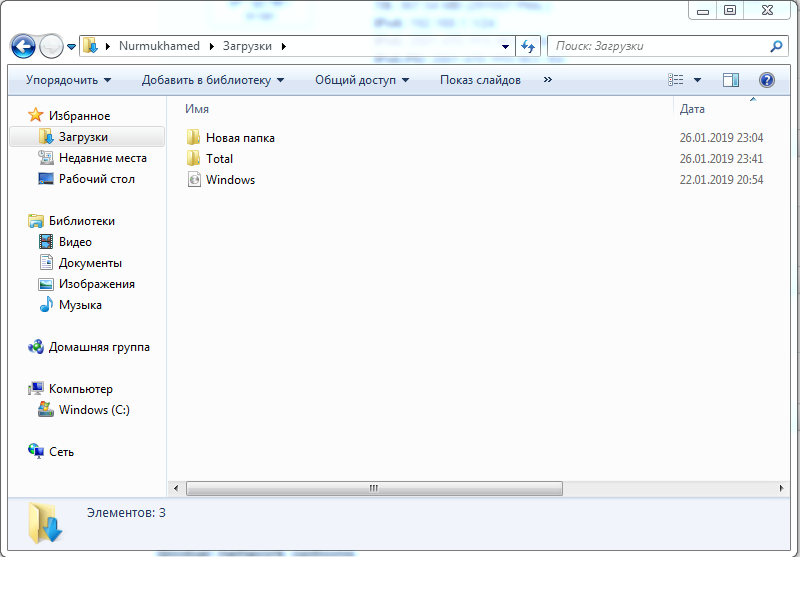 Nurmukhamed Загрузки
Поиск: Загрузки
Упорядочить Добавить в библиотеку Общий доступ Показ слайдов »
Избранное
Загрузки
Недавние места
Рабочий стол
Библиотеки
Видео
Документы
Изображения
Музыка
Домашняя группа
Компьютер
Windows (C:)
Сеть
Имя Дата
Новая папка 26.01.2019 23:04
Total 26.01.2019 23:41
Windows 22.01.2019 20:54
Элементов: 3